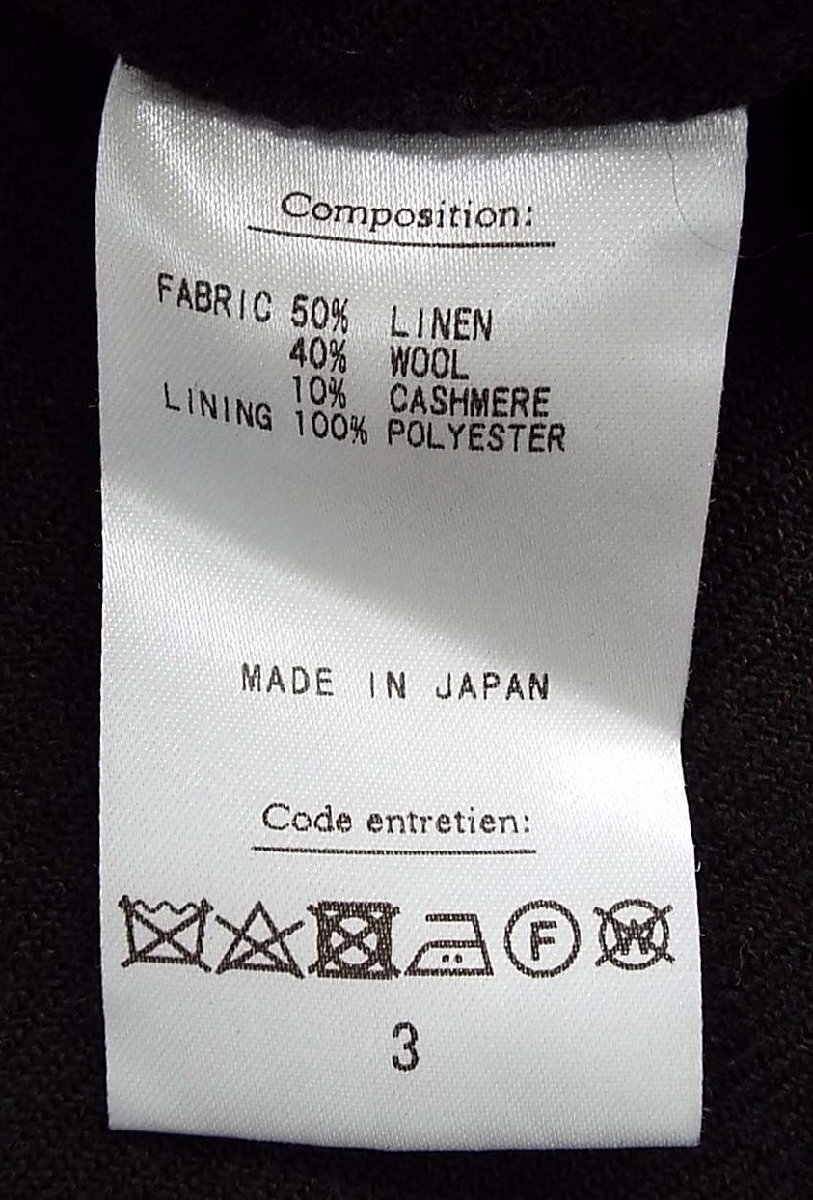 Composition:
FABRIC 50% LINEN
40% WOOL
10% CASHMERE
LINING 100% POLYESTER
MADE IN JAPAN
Code entretien:
F W
3